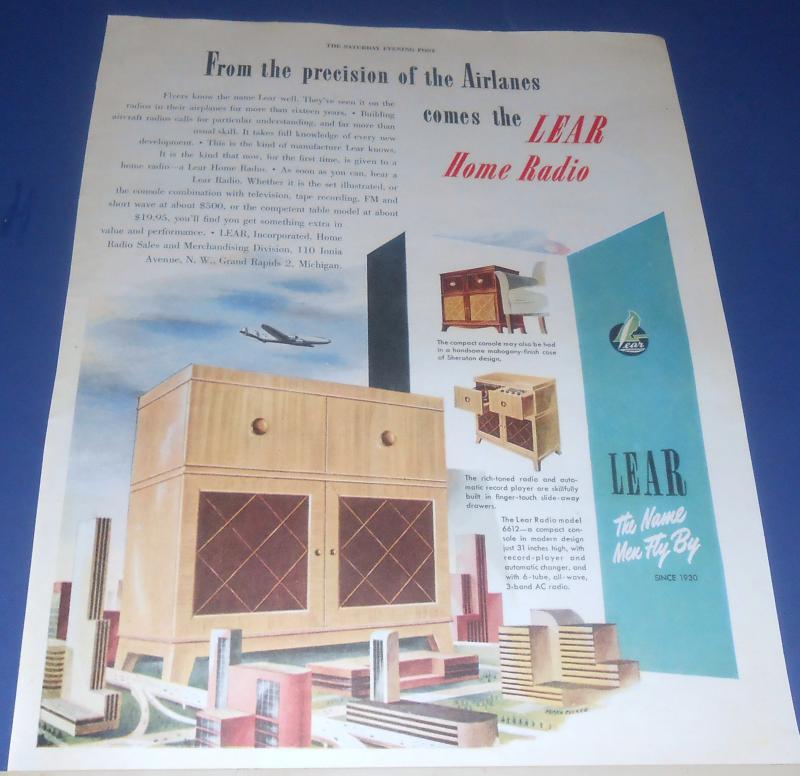 THE SATURDAY EVENING POST
From the precision of the Airlanes
comes the LEAR
Home Radio
Flyers know the name Lear well. They've seen it on the
radios in their airplanes for more than sixteen years. • Building
aircraft radios calls for particular understanding, and far more than
usual skill. It takes full knowledge of every new
development. • This is the kind of manufacture Lear knows.
It is the kind that now, for the first time, is given to a
home radio—a Lear Home Radio. • As soon as you can, hear a
Lear Radio. Whether it is the set illustrated, or
the console combination with television, tape recording, FM and
short wave at about $500, or the competent table model at about
$19.95, you'll find you get something extra in
value and performance. • LEAR, Incorporated, Home
Radio Sales and Merchandising Division, 110 Ionia
Avenue, N. W., Grand Rapids 2, Michigan.
The compact console may also be had
in a handsome mahogany-finish case
of Sheraton design.
The rich-toned radio and auto-
matic record player are skillfully
built in finger-touch slide-away
drawers.
The Lear Radio model
6612—a compact con-
sole in modern design
just 31 inches high, with
record-player and
automatic changer, and
with 6-tube, all-wave,
3-band AC radio.
Lear
LEAR
The Name
Men Fly By
SINCE 1930